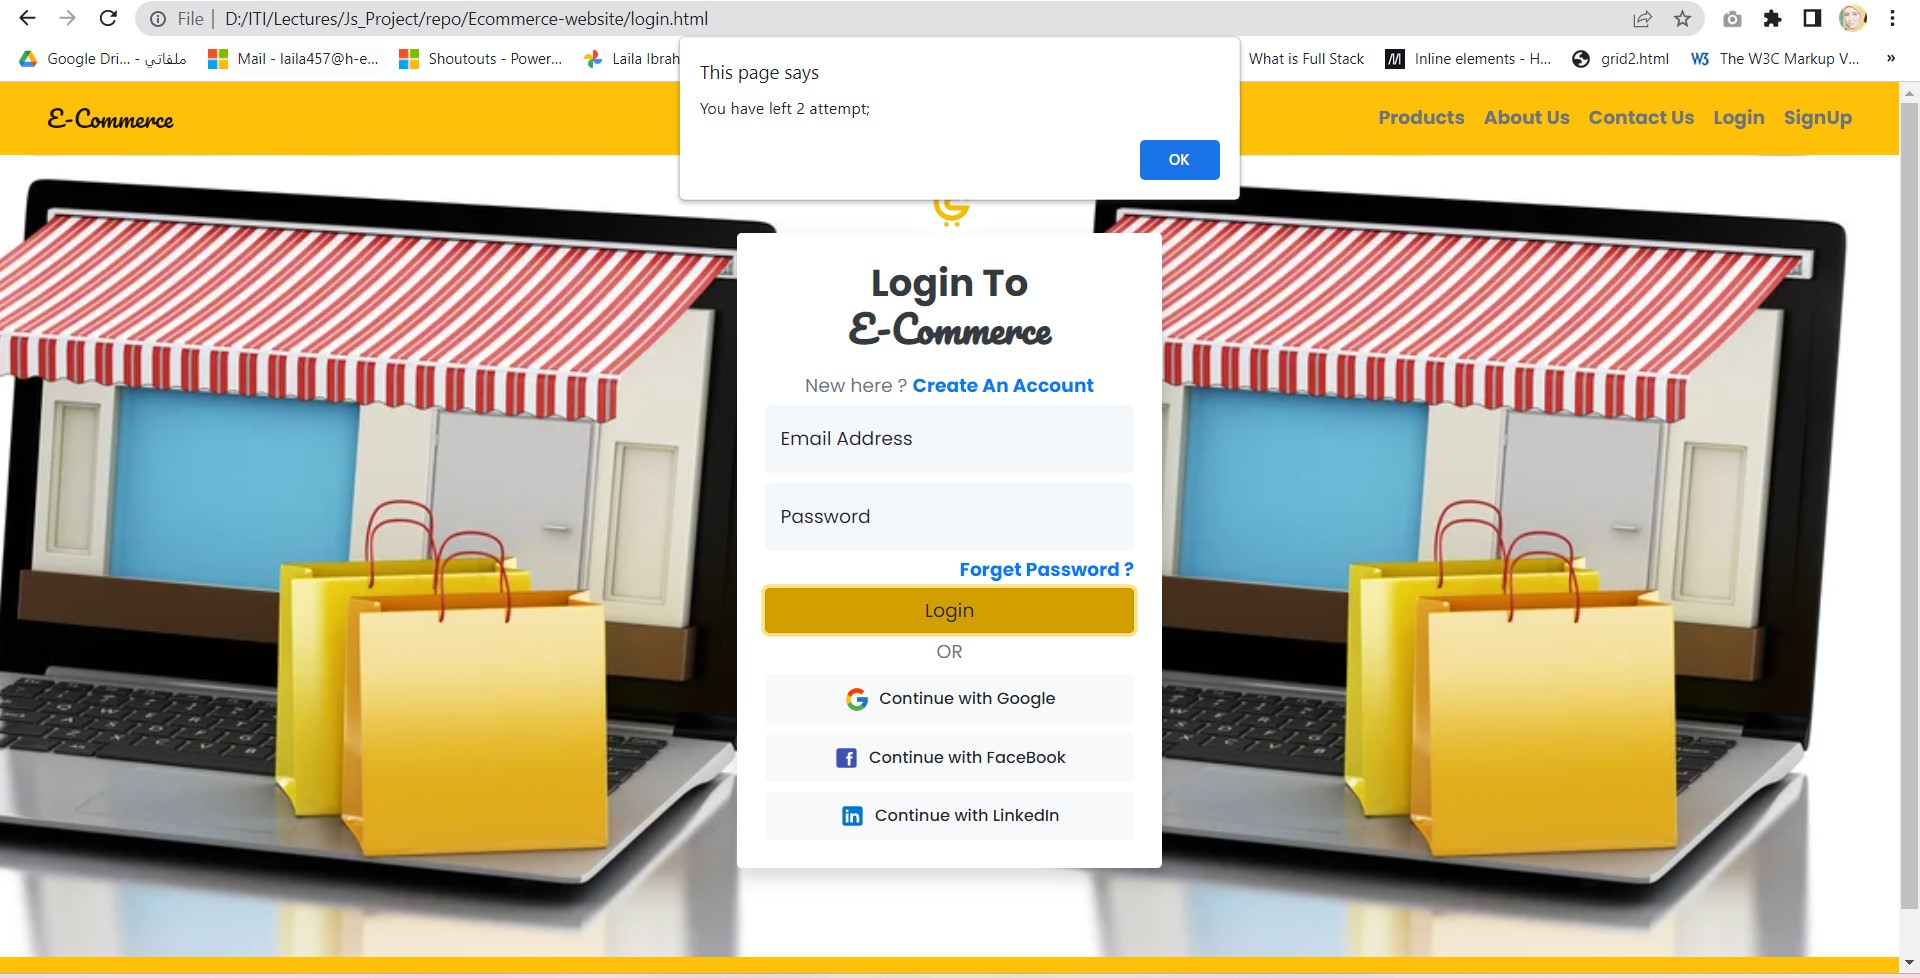 File | D:/ITI/Lectures/Js_Project/repo/Ecommerce-website/login.html
Google Dri... - ملفاتي
Mail - laila457@h-e...
Shoutouts - Power...
Laila Ibrah
What is Full Stack
Inline elements - H...
grid2.html
The W3C Markup V...
»
This page says
You have left 2 attempt;
OK
E-Commerce
Products About Us Contact Us Login SignUp
Login To
E-Commerce
New here ? Create An Account
Email Address
Password
Forget Password ?
Login
OR
Continue with Google
Continue with FaceBook
Continue with LinkedIn